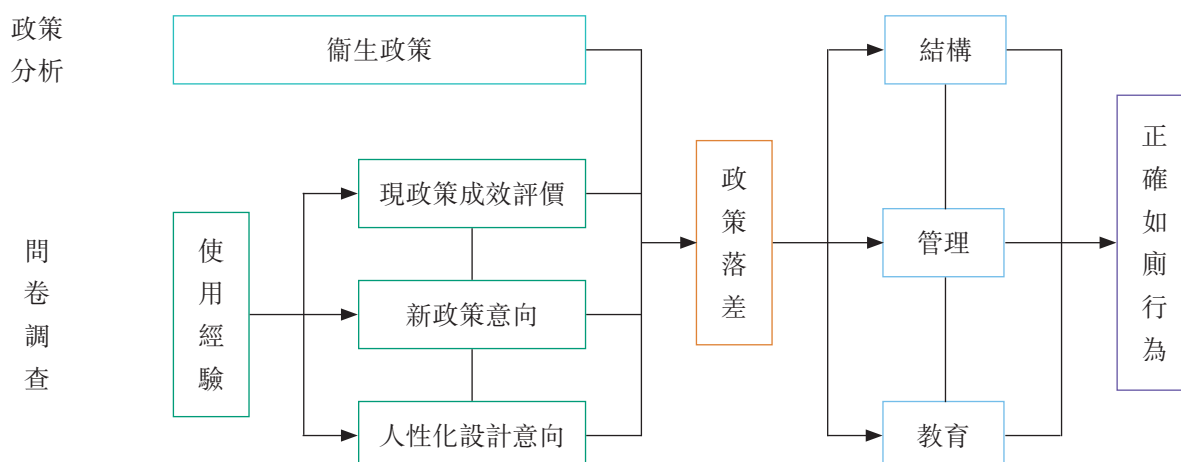 政策
分析
衞生政策
結構
現政策成效評價
政策落差
正確如廁行為
問卷調查
使用經驗
新政策意向
管理
人性化設計意向
教育